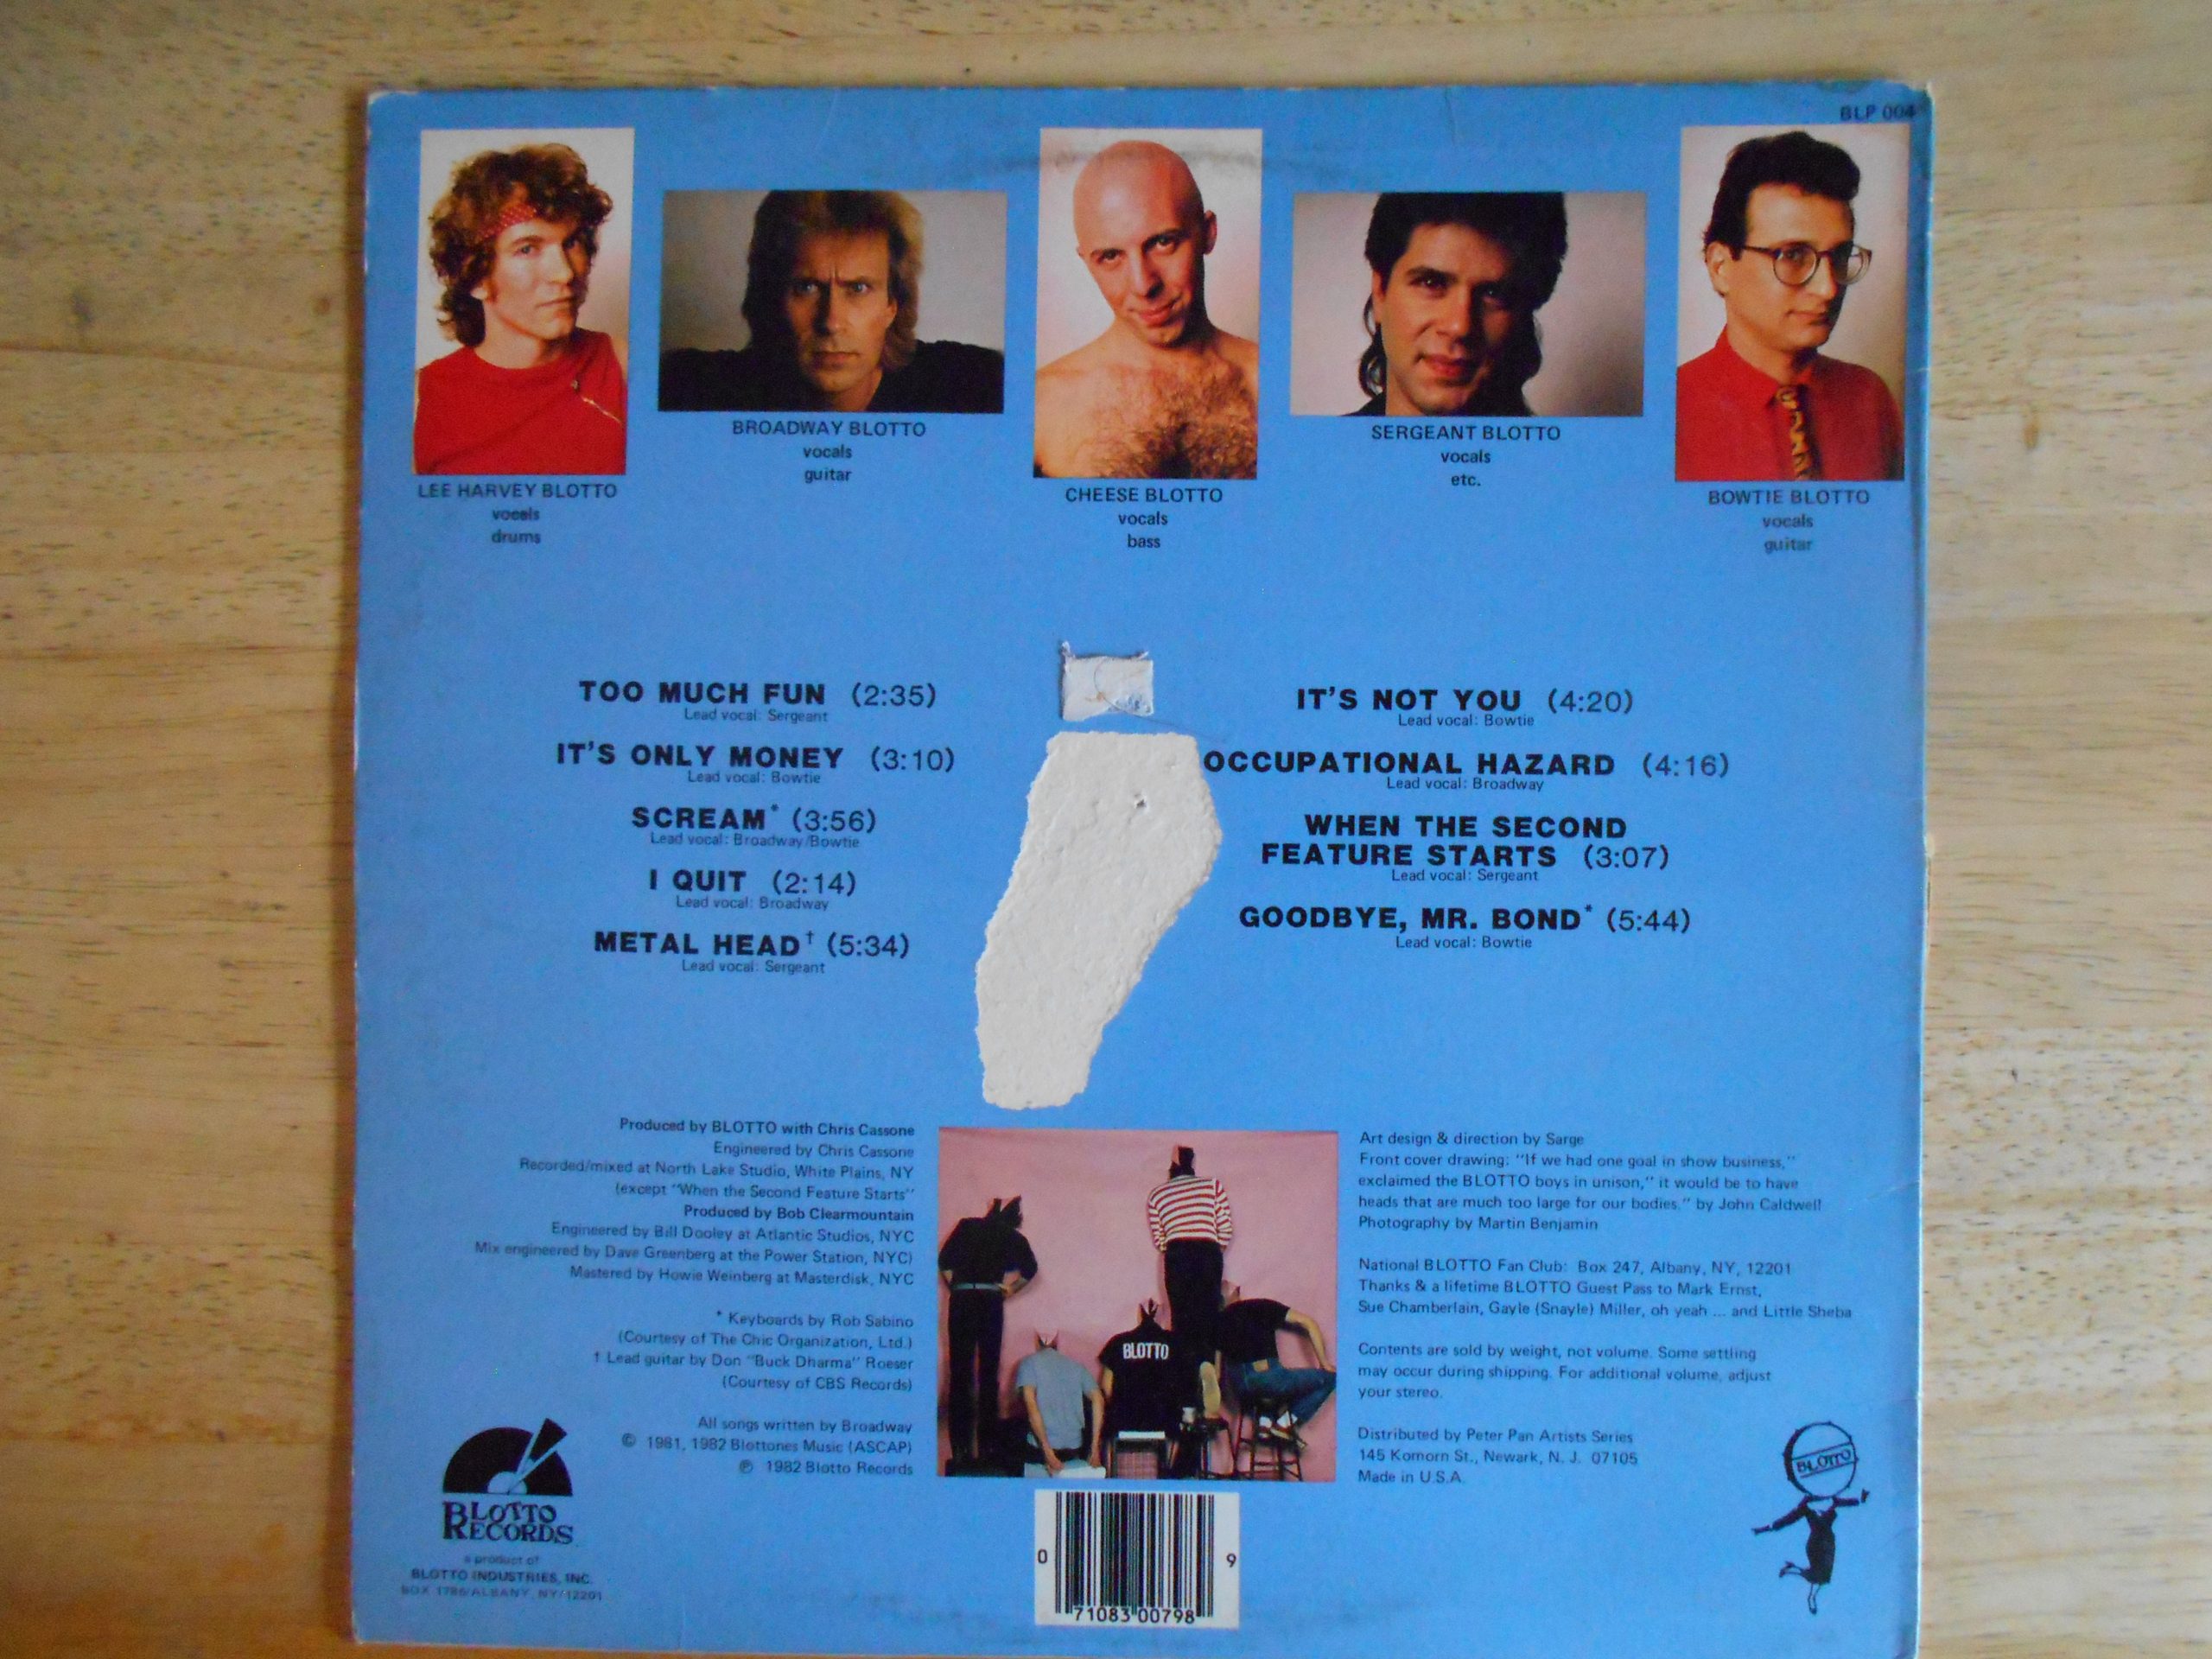 BLP 004
LEE HARVEY BLOTTO
vocals
drums
BROADWAY BLOTTO
vocals
guitar
CHEESE BLOTTO
vocals
bass
SERGEANT BLOTTO
vocals
etc.
BOWTIE BLOTTO
vocals
guitar
TOO MUCH FUN (2:35)
Lead vocal: Sergeant
IT'S ONLY MONEY (3:10)
Lead vocal: Bowtie
SCREAM* (3:56)
Lead vocal: Broadway/Bowtie
I QUIT (2:14)
Lead vocal: Broadway
METAL HEAD† (5:34)
Lead vocal: Sergeant
IT'S NOT YOU (4:20)
Lead vocal: Bowtie
OCCUPATIONAL HAZARD (4:16)
Lead vocal: Broadway
WHEN THE SECOND
FEATURE STARTS (3:07)
Lead vocal: Sergeant
GOODBYE, MR. BOND* (5:44)
Lead vocal: Bowtie
Produced by BLOTTO with Chris Cassone
Engineered by Chris Cassone
Recorded/mixed at North Lake Studio, White Plains, NY
(except "When the Second Feature Starts"
Produced by Bob Clearmountain
Engineered by Bill Dooley at Atlantic Studios, NYC
Mix engineered by Dave Greenberg at the Power Station, NYC)
Mastered by Howie Weinberg at Masterdisk, NYC
* Keyboards by Rob Sabino
(Courtesy of The Chic Organization, Ltd.)
† Lead guitar by Don "Buck Dharma" Roeser
(Courtesy of CBS Records)
All songs written by Broadway
© 1981, 1982 Blottones Music (ASCAP)
℗ 1982 Blotto Records
BLOTTO
RECORDS
a product of
BLOTTO INDUSTRIES, INC.
BOX 1786/ALBANY, NY/12201
BLOTTO
0 71083 00798 9
Art design & direction by Sarge
Front cover drawing: "If we had one goal in show business,"
exclaimed the BLOTTO boys in unison," it would be to have
heads that are much too large for our bodies." by John Caldwell
Photography by Martin Benjamin
National BLOTTO Fan Club: Box 247, Albany, NY, 12201
Thanks & a lifetime BLOTTO Guest Pass to Mark Ernst,
Sue Chamberlain, Gayle (Snayle) Miller, oh yeah ... and Little Sheba
Contents are sold by weight, not volume. Some settling
may occur during shipping. For additional volume, adjust
your stereo.
Distributed by Peter Pan Artists Series
145 Komorn St., Newark, N. J. 07105
Made in U.S.A.
BLOTTO